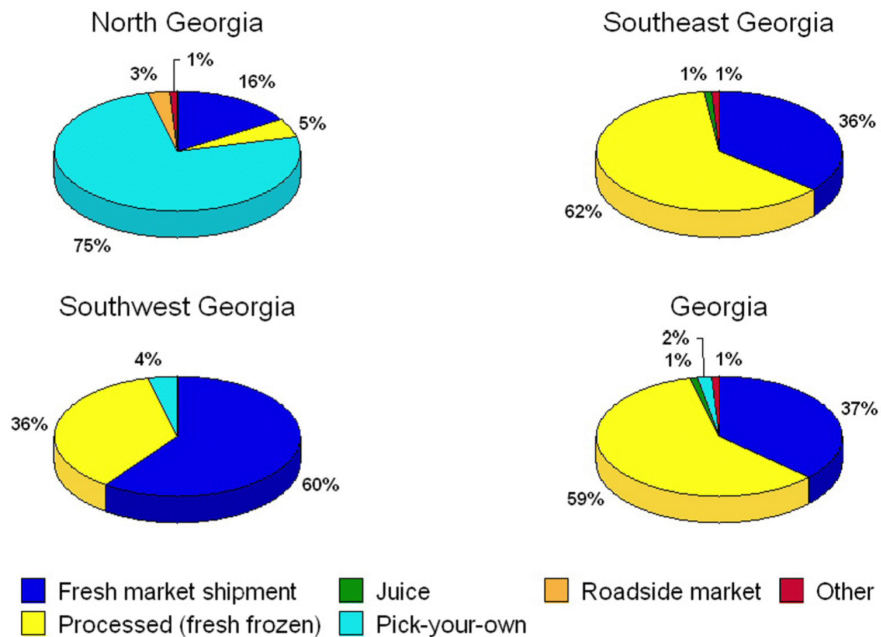 North Georgia
1%
3%
16%
5%
75%
Southeast Georgia
1% 1%
36%
62%
Southwest Georgia
4%
36%
60%
Georgia
2%
1% 1%
37%
59%
Fresh market shipment
Juice
Roadside market
Other
Processed (fresh frozen)
Pick-your-own